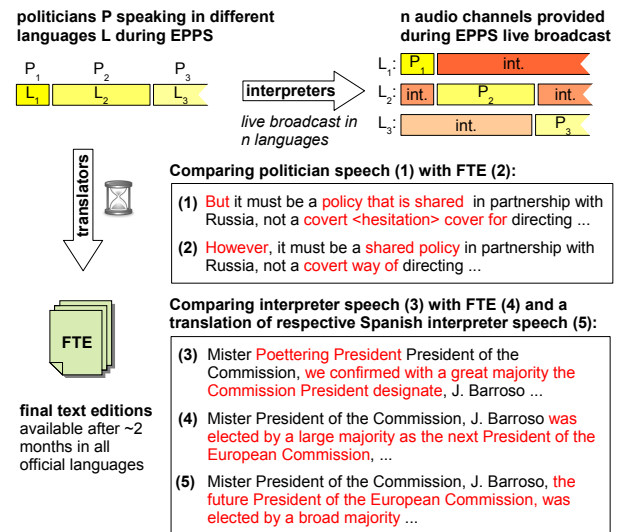 politicians P speaking in different
languages L during EPPS
n audio channels provided
during EPPS live broadcast
P1 P2 P3
L1 L2 L3
interpreters
live broadcast in
n languages
L1: P1 int.
L2: int. P2 int.
L3: int. P3
translators
Comparing politician speech (1) with FTE (2):
(1) But it must be a policy that is shared in partnership with
Russia, not a covert <hesitation> cover for directing ...
(2) However, it must be a shared policy in partnership with
Russia, not a covert way of directing ...
FTE
final text editions
available after ~2
months in all
official languages
Comparing interpreter speech (3) with FTE (4) and a
translation of respective Spanish interpreter speech (5):
(3) Mister Poettering President President of the
Commission, we confirmed with a great majority the
Commission President designate, J. Barroso ...
(4) Mister President of the Commission, J. Barroso was
elected by a large majority as the next President of the
European Commission, ...
(5) Mister President of the Commission, J. Barroso, the
future President of the European Commission, was
elected by a broad majority ...